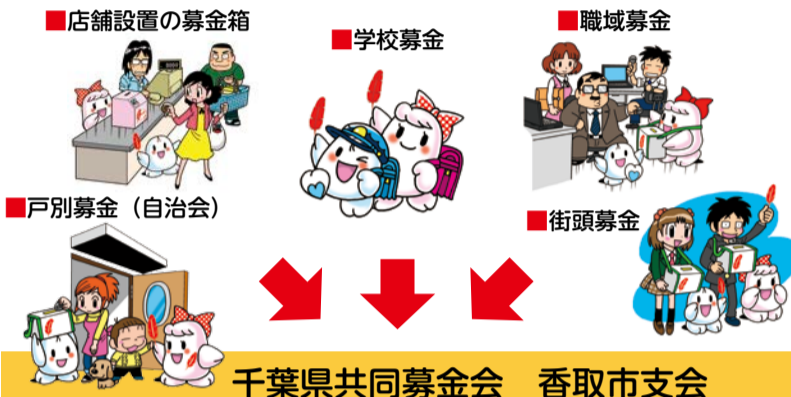 ■店舗設置の募金箱
■学校募金
■職域募金
■戸別募金（自治会）
■街頭募金
千葉県共同募金会　香取市支会